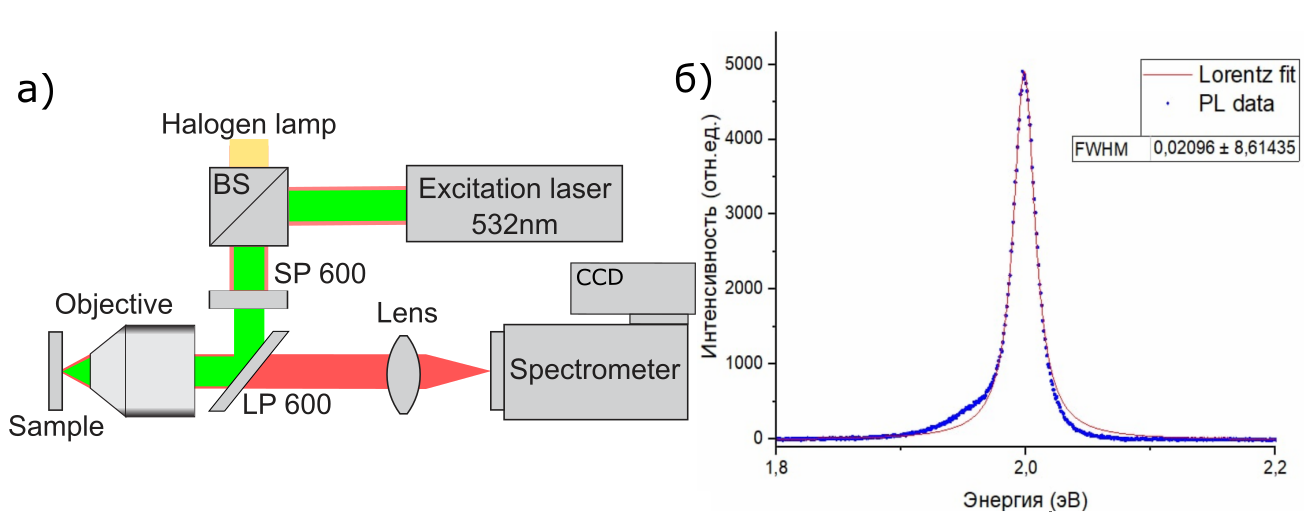 а)
Halogen lamp
BS
Excitation laser
532nm
SP 600
CCD
Objective
Lens
Spectrometer
LP 600
Sample
б)
Интенсивность (отн.ед.)
5000
4000
3000
2000
1000
0
1,8
2,0
2,2
Энергия (эВ)
Lorentz fit
PL data
FWHM 0,02096 ± 8,61435